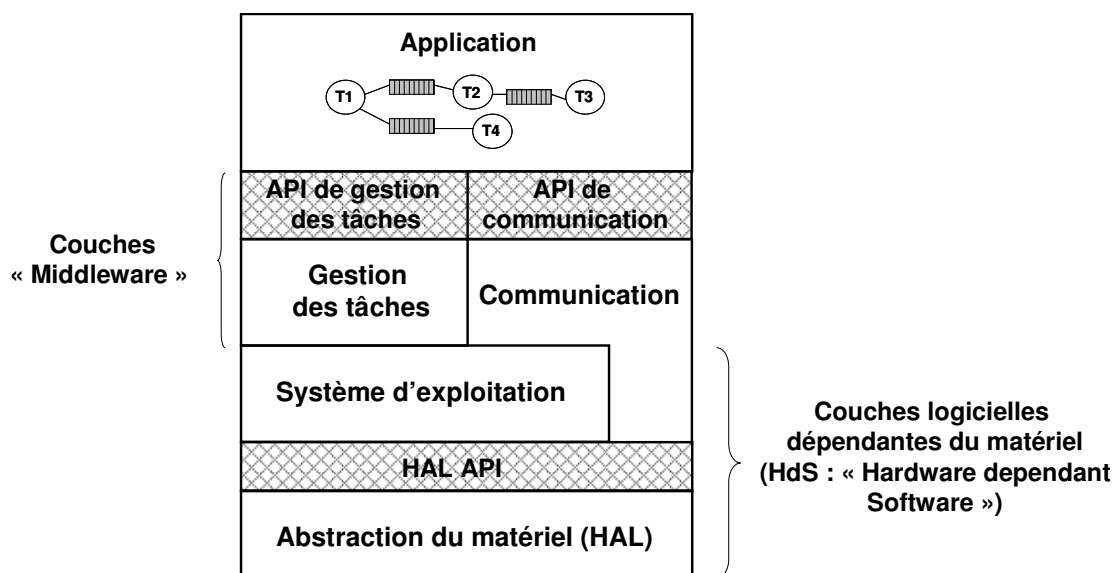 Application
T1
T2
T3
T4
API de gestion
des tâches
API de
communication
Couches
« Middleware »
Gestion
des tâches
Communication
Système d’exploitation
Couches logicielles
dépendantes du matériel
(HdS : « Hardware dependant
Software »)
HAL API
Abstraction du matériel (HAL)